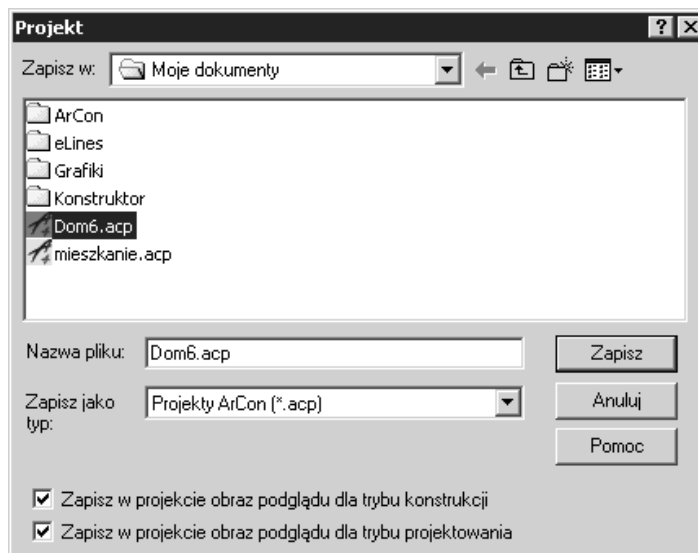 Projekt
Zapisz w: Moje dokumenty
ArCon
eLines
Grafiki
Konstruktor
Dom6.acp
mieszkanie.acp
Nazwa pliku: Dom6.acp Zapisz
Zapisz jako typ: Projekty ArCon (*.acp) Anuluj
Pomoc
Zapisz w projekcie obraz podglądu dla trybu konstrukcji
Zapisz w projekcie obraz podglądu dla trybu projektowania